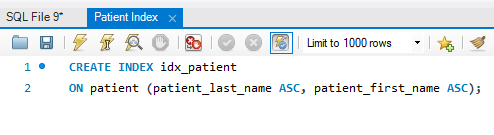 SQL File 9* Patient Index ×
Limit to 1000 rows
1 CREATE INDEX idx_patient
2 ON patient (patient_last_name ASC, patient_first_name ASC);